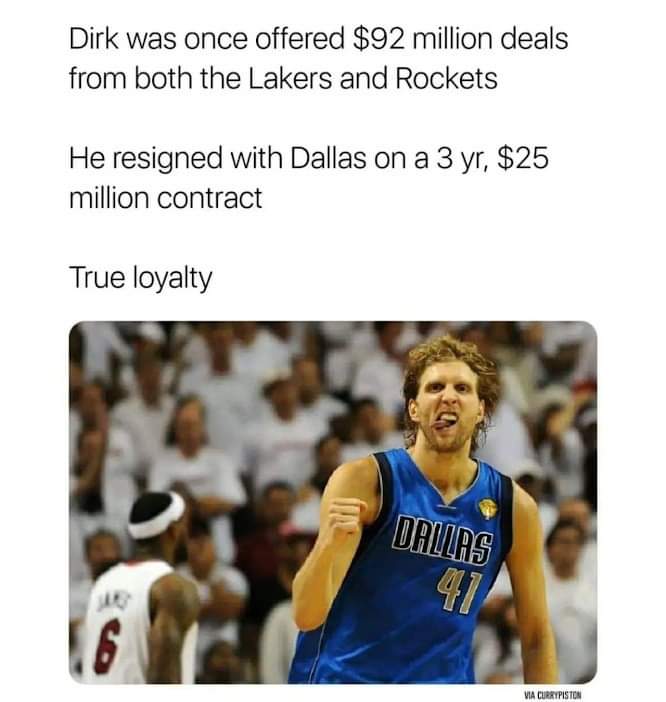 Dirk was once offered $92 million deals
from both the Lakers and Rockets
He resigned with Dallas on a 3 yr, $25
million contract
True loyalty
DALLAS
41
JAMES
6
VIA CURRYPISTON